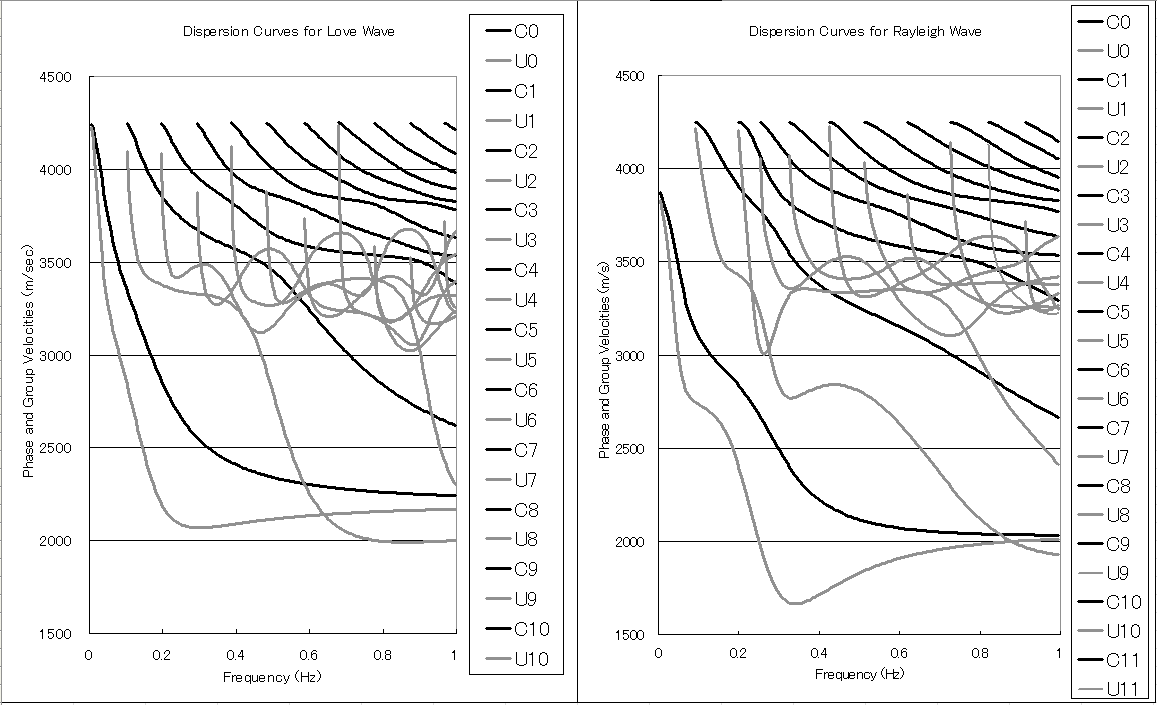 Dispersion Curves for Love Wave
4500
4000
3500
3000
2500
2000
1500
Phase and Group Velocities (m/sec)
0
0.2
0.4
0.6
0.8
1
Frequency (Hz)
C0
U0
C1
U1
C2
U2
C3
U3
C4
U4
C5
U5
C6
U6
C7
U7
C8
U8
C9
U9
C10
U10
Dispersion Curves for Rayleigh Wave
4500
4000
3500
3000
2500
2000
1500
Phase and Group Velocities (m/s)
0
0.2
0.4
0.6
0.8
1
Frequency (Hz)
C0
U0
C1
U1
C2
U2
C3
U3
C4
U4
C5
U5
C6
U6
C7
U7
C8
U8
C9
U9
C10
U10
C11
U11